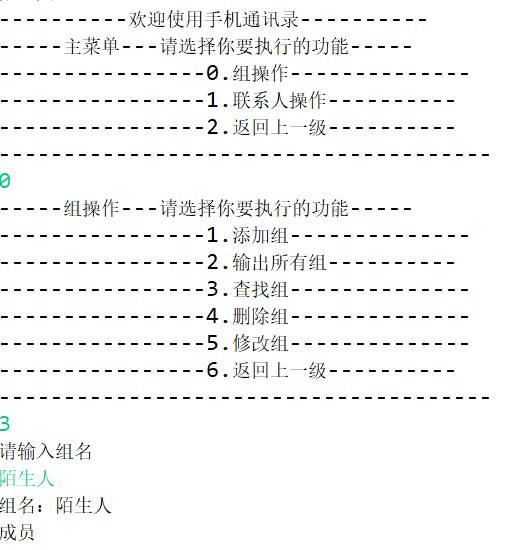 ----------欢迎使用手机通讯录----------
-----主菜单---请选择你要执行的功能-----
----------------0.组操作--------------
----------------1.联系人操作----------
----------------2.返回上一级----------
--------------------------------------
0
-----组操作---请选择你要执行的功能-----
----------------1.添加组--------------
----------------2.输出所有组----------
----------------3.查找组--------------
----------------4.删除组--------------
----------------5.修改组--------------
----------------6.返回上一级----------
--------------------------------------
3
请输入组名
陌生人
组名：陌生人
成员